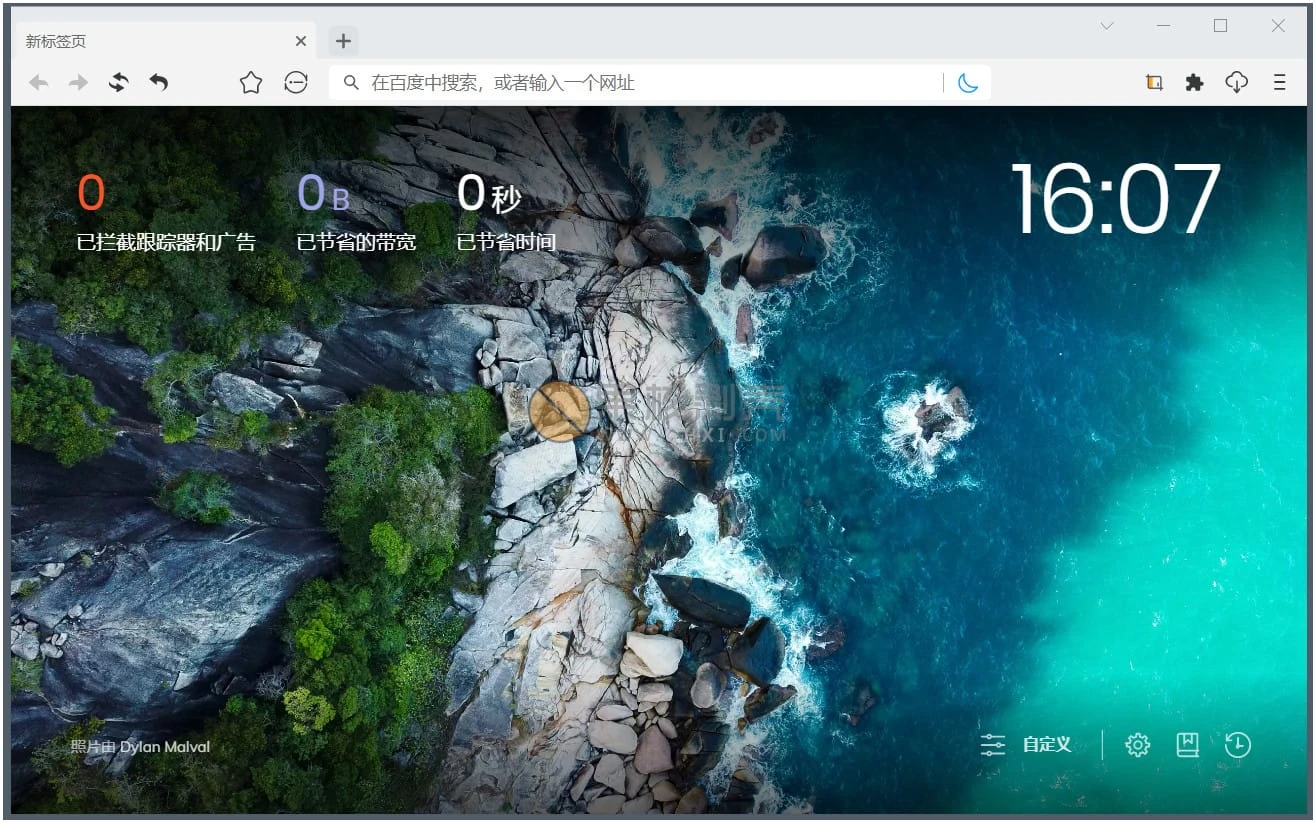 新标签页
在百度中搜索，或者输入一个网址
0
0 B
0 秒
已拦截跟踪器和广告
已节省的带宽
已节省时间
16:07
照片由 Dylan Malval
自定义